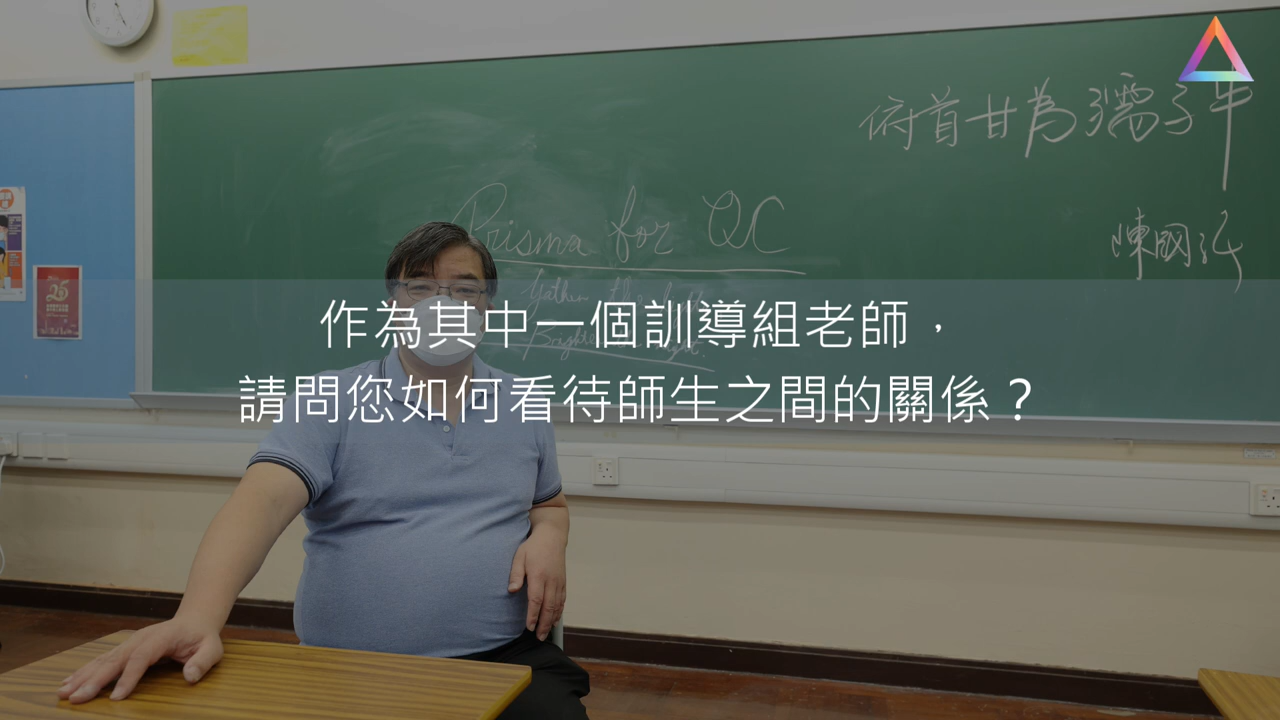 俯首甘為孺子牛
陳國
Prisma for QC
作為其中一個訓導組老師，
請問您如何看待師生之間的關係？
25